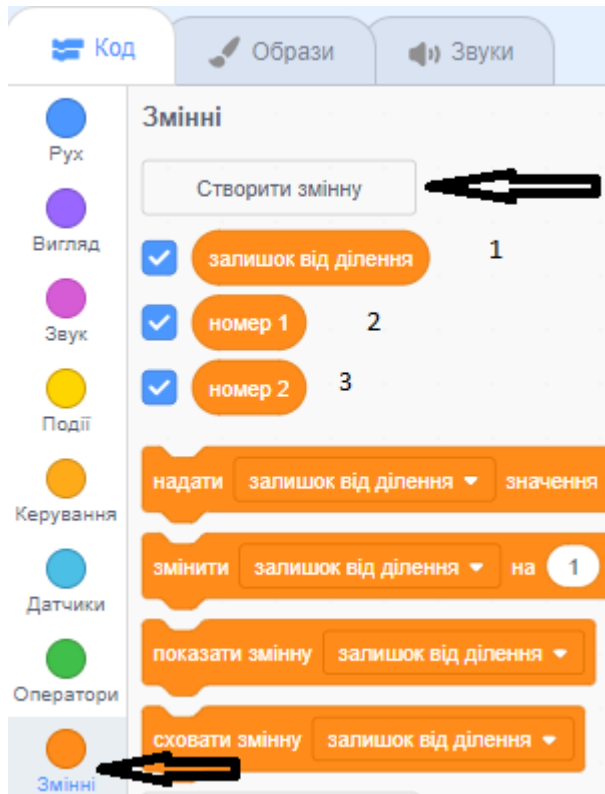 Код Образи Звуки
Змінні
Рух
Створити змінну
Вигляд
залишок від ділення 1
Звук
номер 1 2
номер 2 3
Події
надати залишок від ділення значення
Керування
змінити залишок від ділення на 1
Датчики
показати змінну залишок від ділення
Оператори
сховати змінну залишок від ділення
Змінні